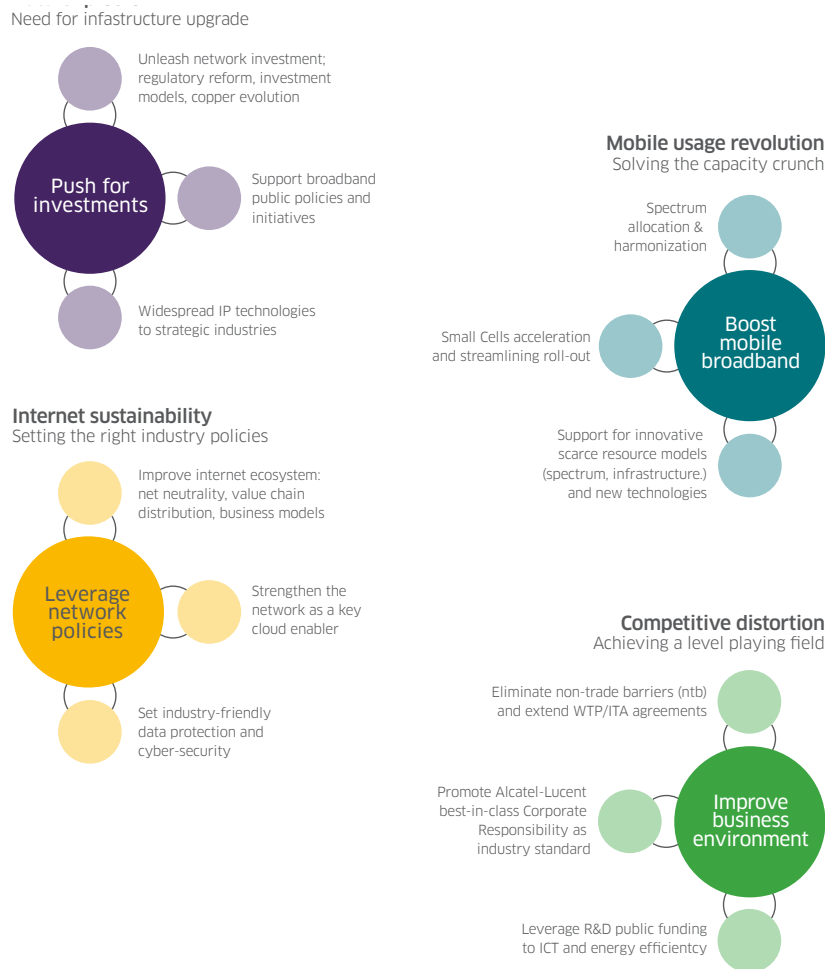 Need for infastructure upgrade
Unleash network investment;
regulatory reform, investment
models, copper evolution
Push for
investments
Support broadband
public policies and
initiatives
Widespread IP technologies
to strategic industries
Mobile usage revolution
Solving the capacity crunch
Spectrum
allocation &
harmonization
Small Cells acceleration
and streamlining roll-out
Boost
mobile
broadband
Support for innovative
scarce resource models
(spectrum, infrastructure.)
and new technologies
Internet sustainability
Setting the right industry policies
Improve internet ecosystem:
net neutrality, value chain
distribution, business models
Leverage
network
policies
Strengthen the
network as a key
cloud enabler
Set industry-friendly
data protection and
cyber-security
Competitive distortion
Achieving a level playing field
Eliminate non-trade barriers (ntb)
and extend WTP/ITA agreements
Promote Alcatel-Lucent
best-in-class Corporate
Responsibility as
industry standard
Improve
business
environment
Leverage R&D public funding
to ICT and energy efficientcy